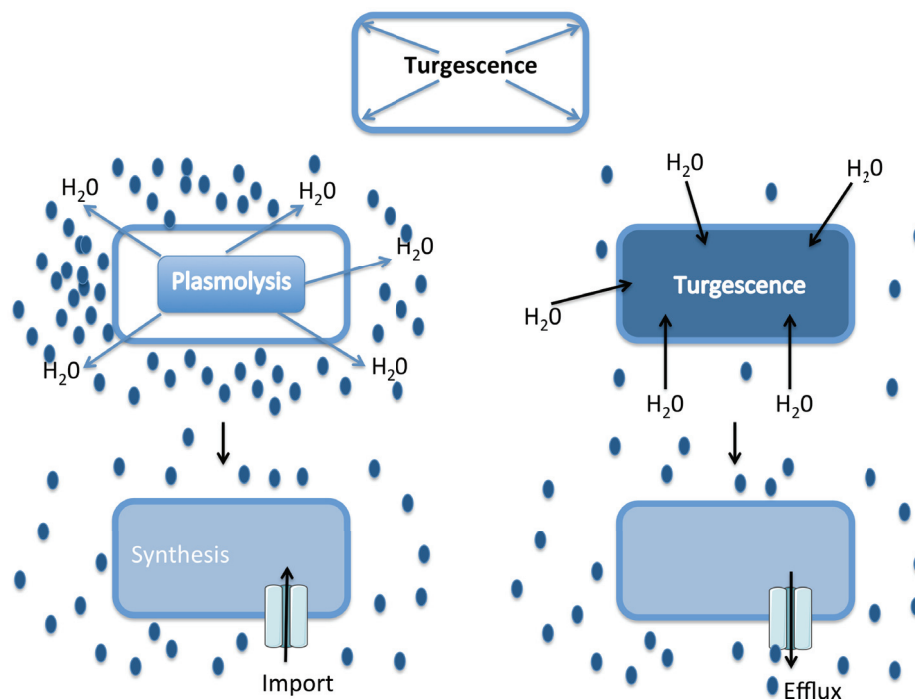 Turgescence
H₂0
H₂0
H₂0
Plasmolysis
H₂0
H₂0
H₂0
H₂0
Turgescence
H₂0
H₂0
H₂0
Synthesis
Import
Efflux